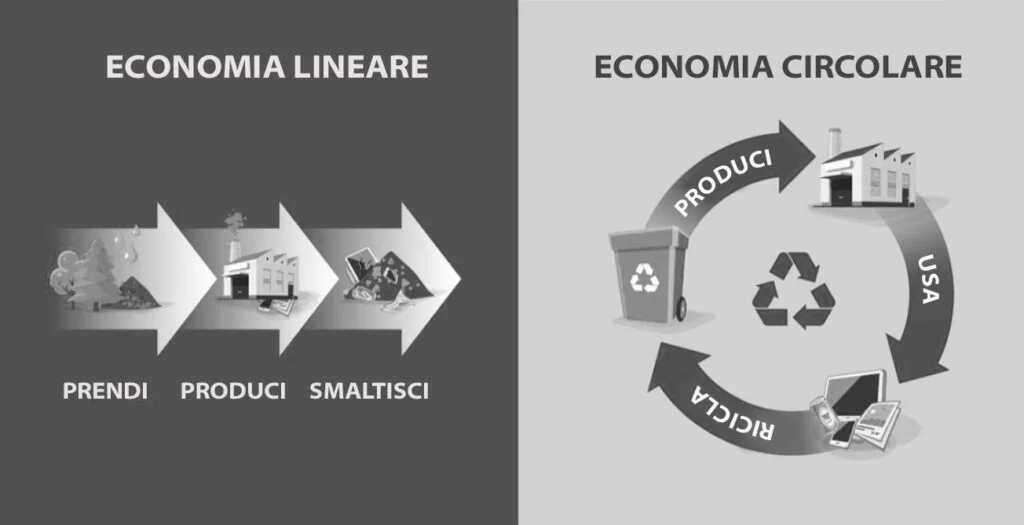 ECONOMIA LINEARE
PRENDI
PRODUCI
SMALTISCI
ECONOMIA CIRCOLARE
PRODUCI
USA
RICICLA